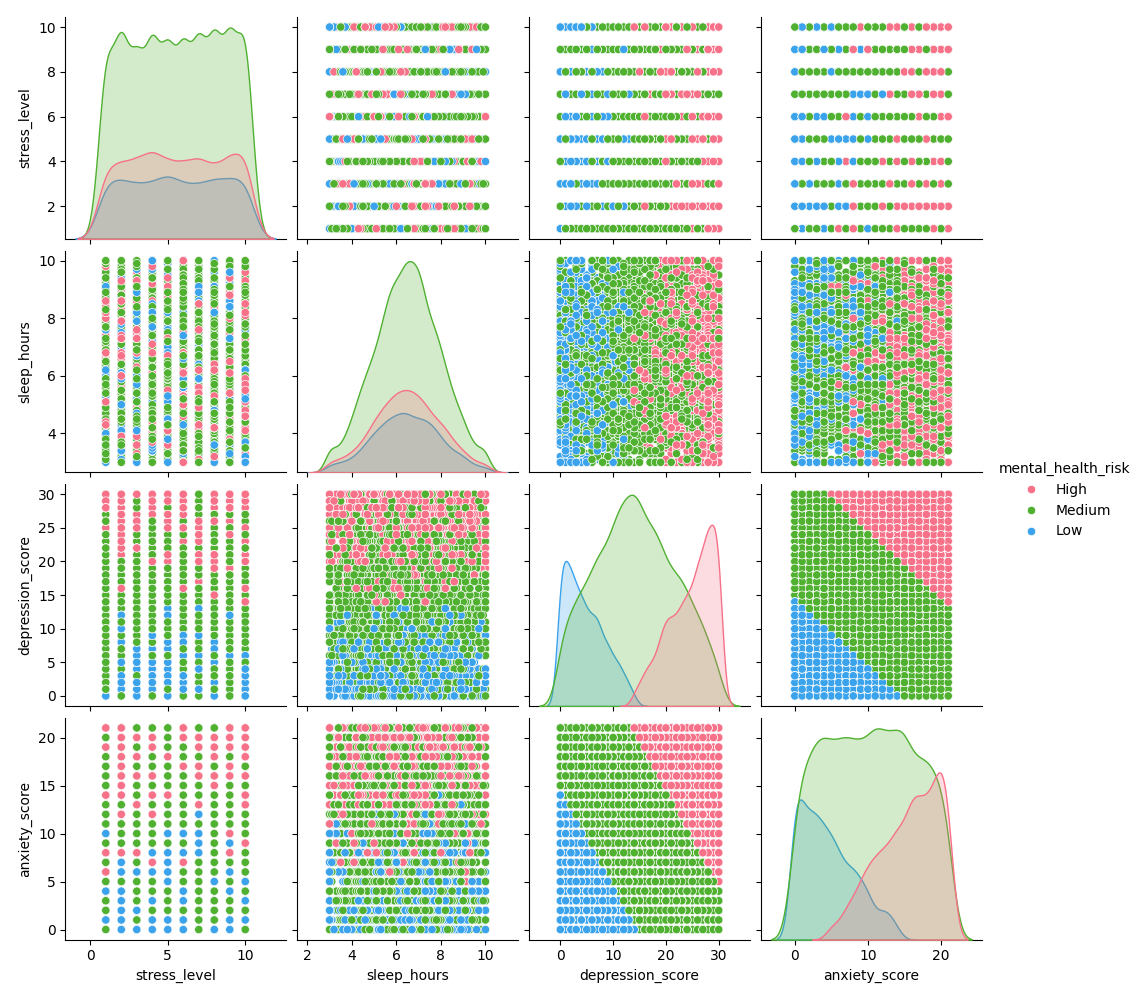 10
8
6
4
2
stress_level
10
8
6
4
sleep_hours
30
25
20
15
10
5
0
depression_score
20
15
10
5
0
anxiety_score
0 5 10
stress_level
2 4 6 8 10
sleep_hours
0 10 20 30
depression_score
0 10 20
anxiety_score
mental_health_risk
High
Medium
Low